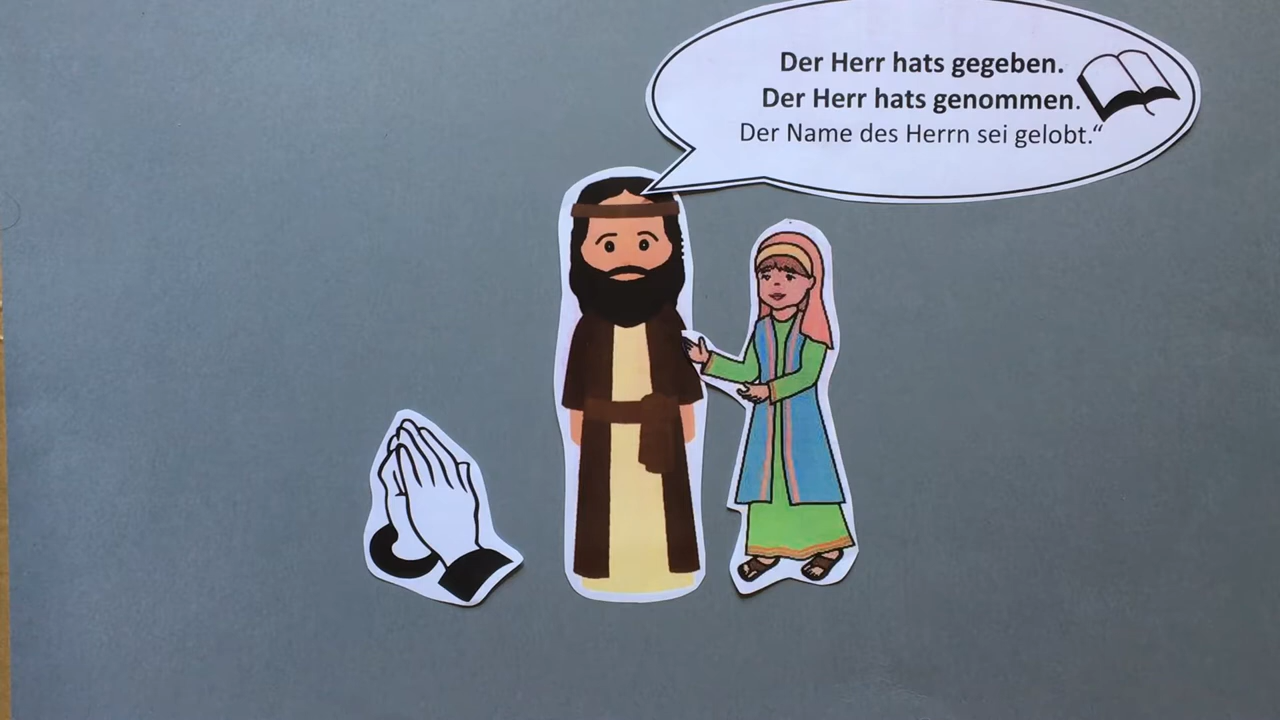 Der Herr hats gegeben.
Der Herr hats genommen.
Der Name des Herrn sei gelobt.“